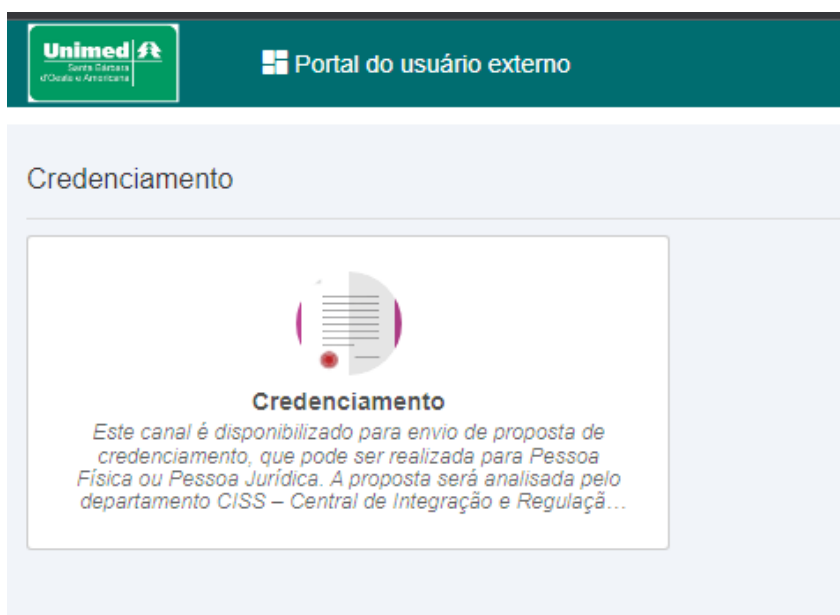 Unimed
Santa Bárbara
d'Oeste e Americana
Portal do usuário externo
Credenciamento
Credenciamento
Este canal é disponibilizado para envio de proposta de
credenciamento, que pode ser realizada para Pessoa
Física ou Pessoa Jurídica. A proposta será analisada pelo
departamento CISS – Central de Integração e Regulaçã…